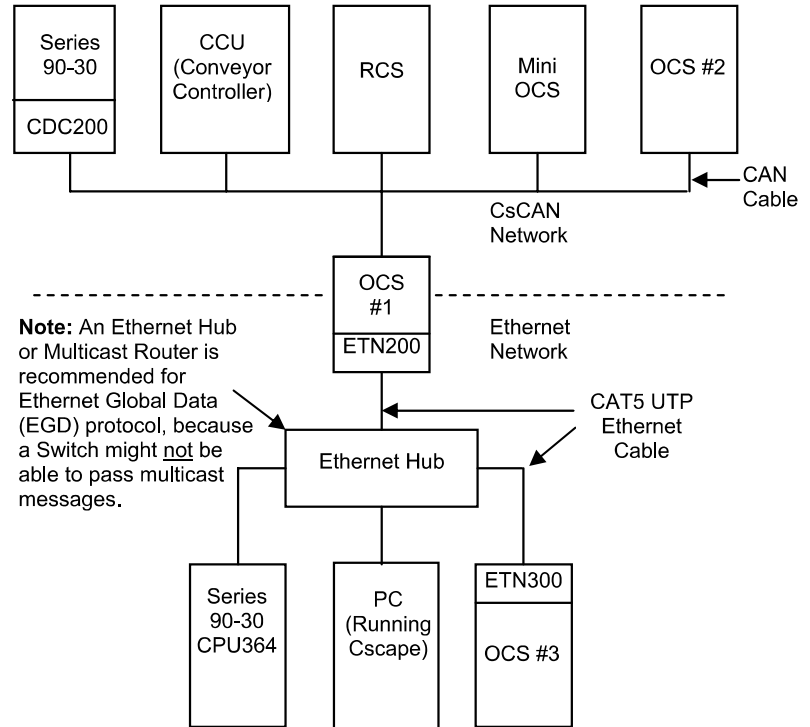 Series
90-30
CDC200
CCU
(Conveyor
Controller)
RCS
Mini
OCS
OCS #2
CAN
Cable
CsCAN
Network
OCS
#1
ETN200
Ethernet
Network
Note: An Ethernet Hub
or Multicast Router is
recommended for
Ethernet Global Data
(EGD) protocol, because
a Switch might not be
able to pass multicast
messages.
CAT5 UTP
Ethernet
Cable
Ethernet Hub
Series
90-30
CPU364
PC
(Running
Cscape)
ETN300
OCS #3